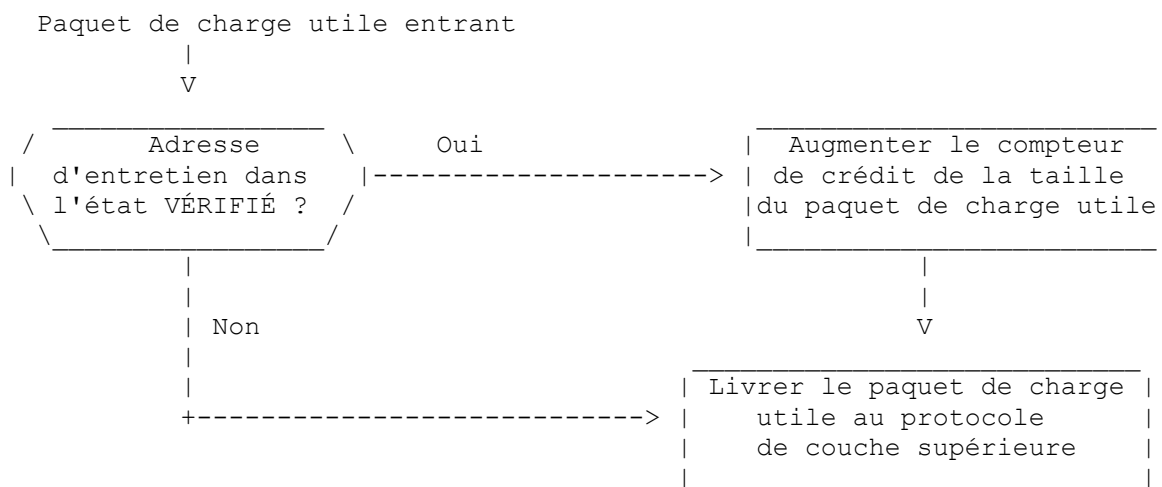 Paquet de charge utile entrant
Adresse
d'entretien dans
l'état VÉRIFIÉ ?
Oui
Augmenter le compteur
de crédit de la taille
du paquet de charge utile
Non
Livrer le paquet de charge
utile au protocole
de couche supérieure